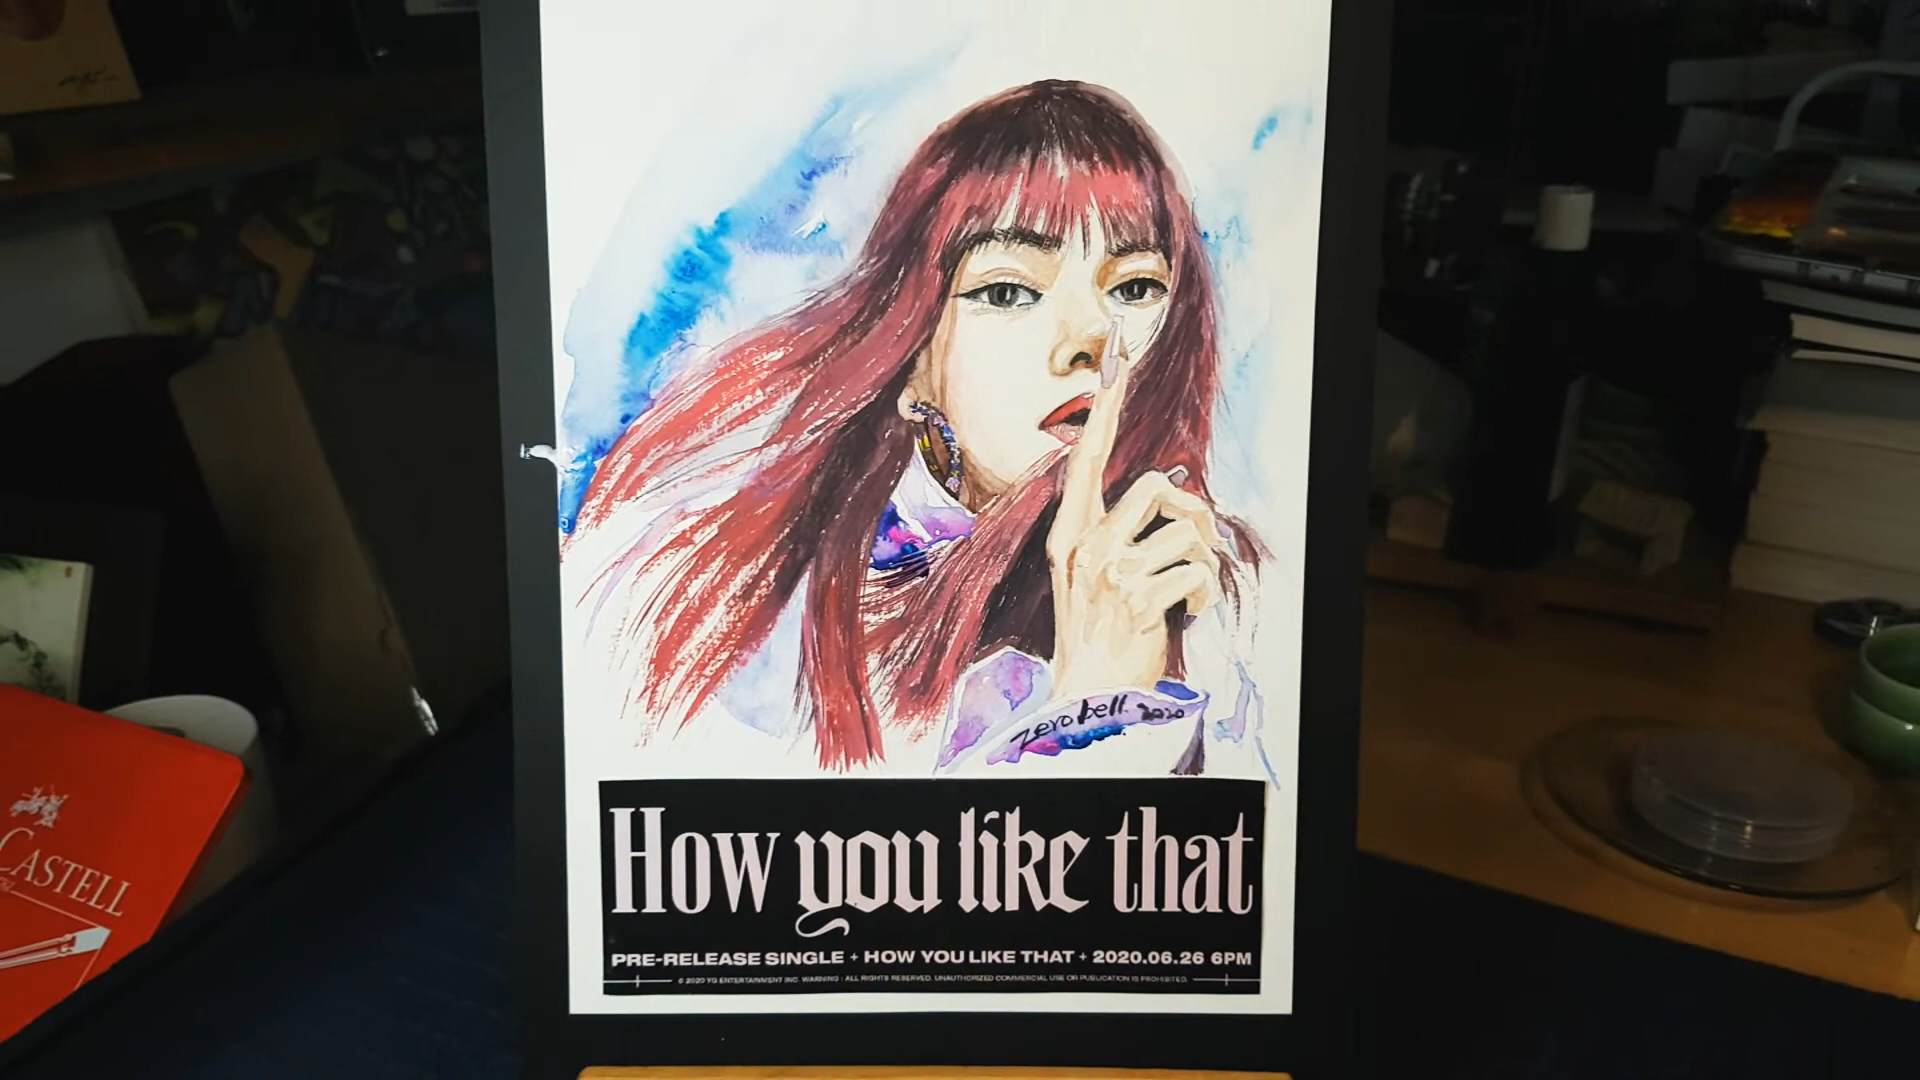 zerobell. 2020
How you like that
PRE-RELEASE SINGLE + HOW YOU LIKE THAT + 2020.06.26 6PM
© 2020 YG ENTERTAINMENT INC. WARNING : ALL RIGHTS RESERVED. UNAUTHORIZED COMMERCIAL USE OR PUBLICATION IS PROHIBITED.
CASTELL